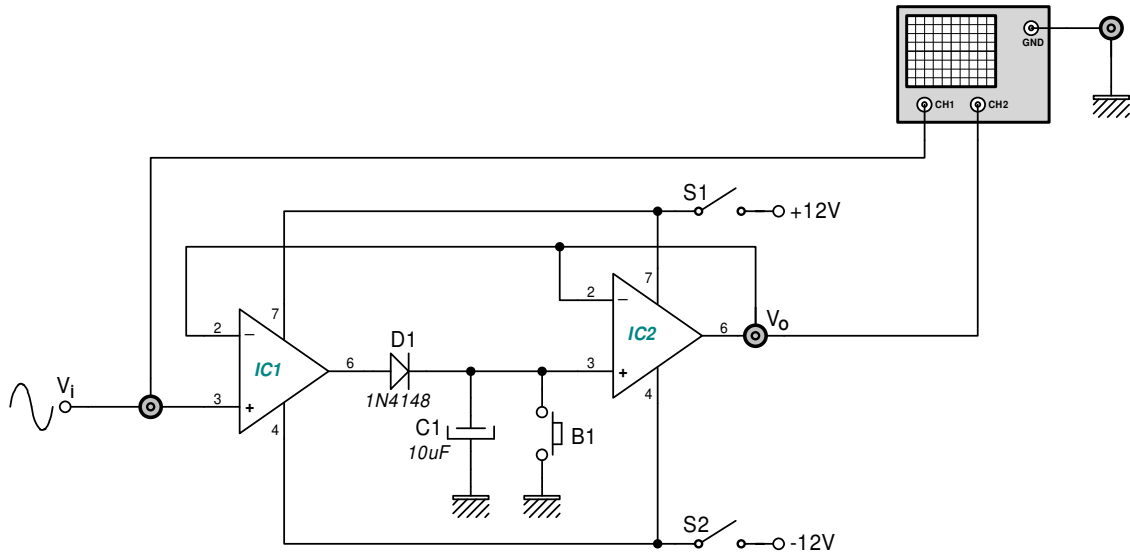 GND
CH1
CH2
S1
+12V
7
7
2
−
IC2
6
Vo
2
−
D1
IC1
6
3
+
4
1N4148
Vi
3
+
4
C1
10uF
B1
S2
-12V